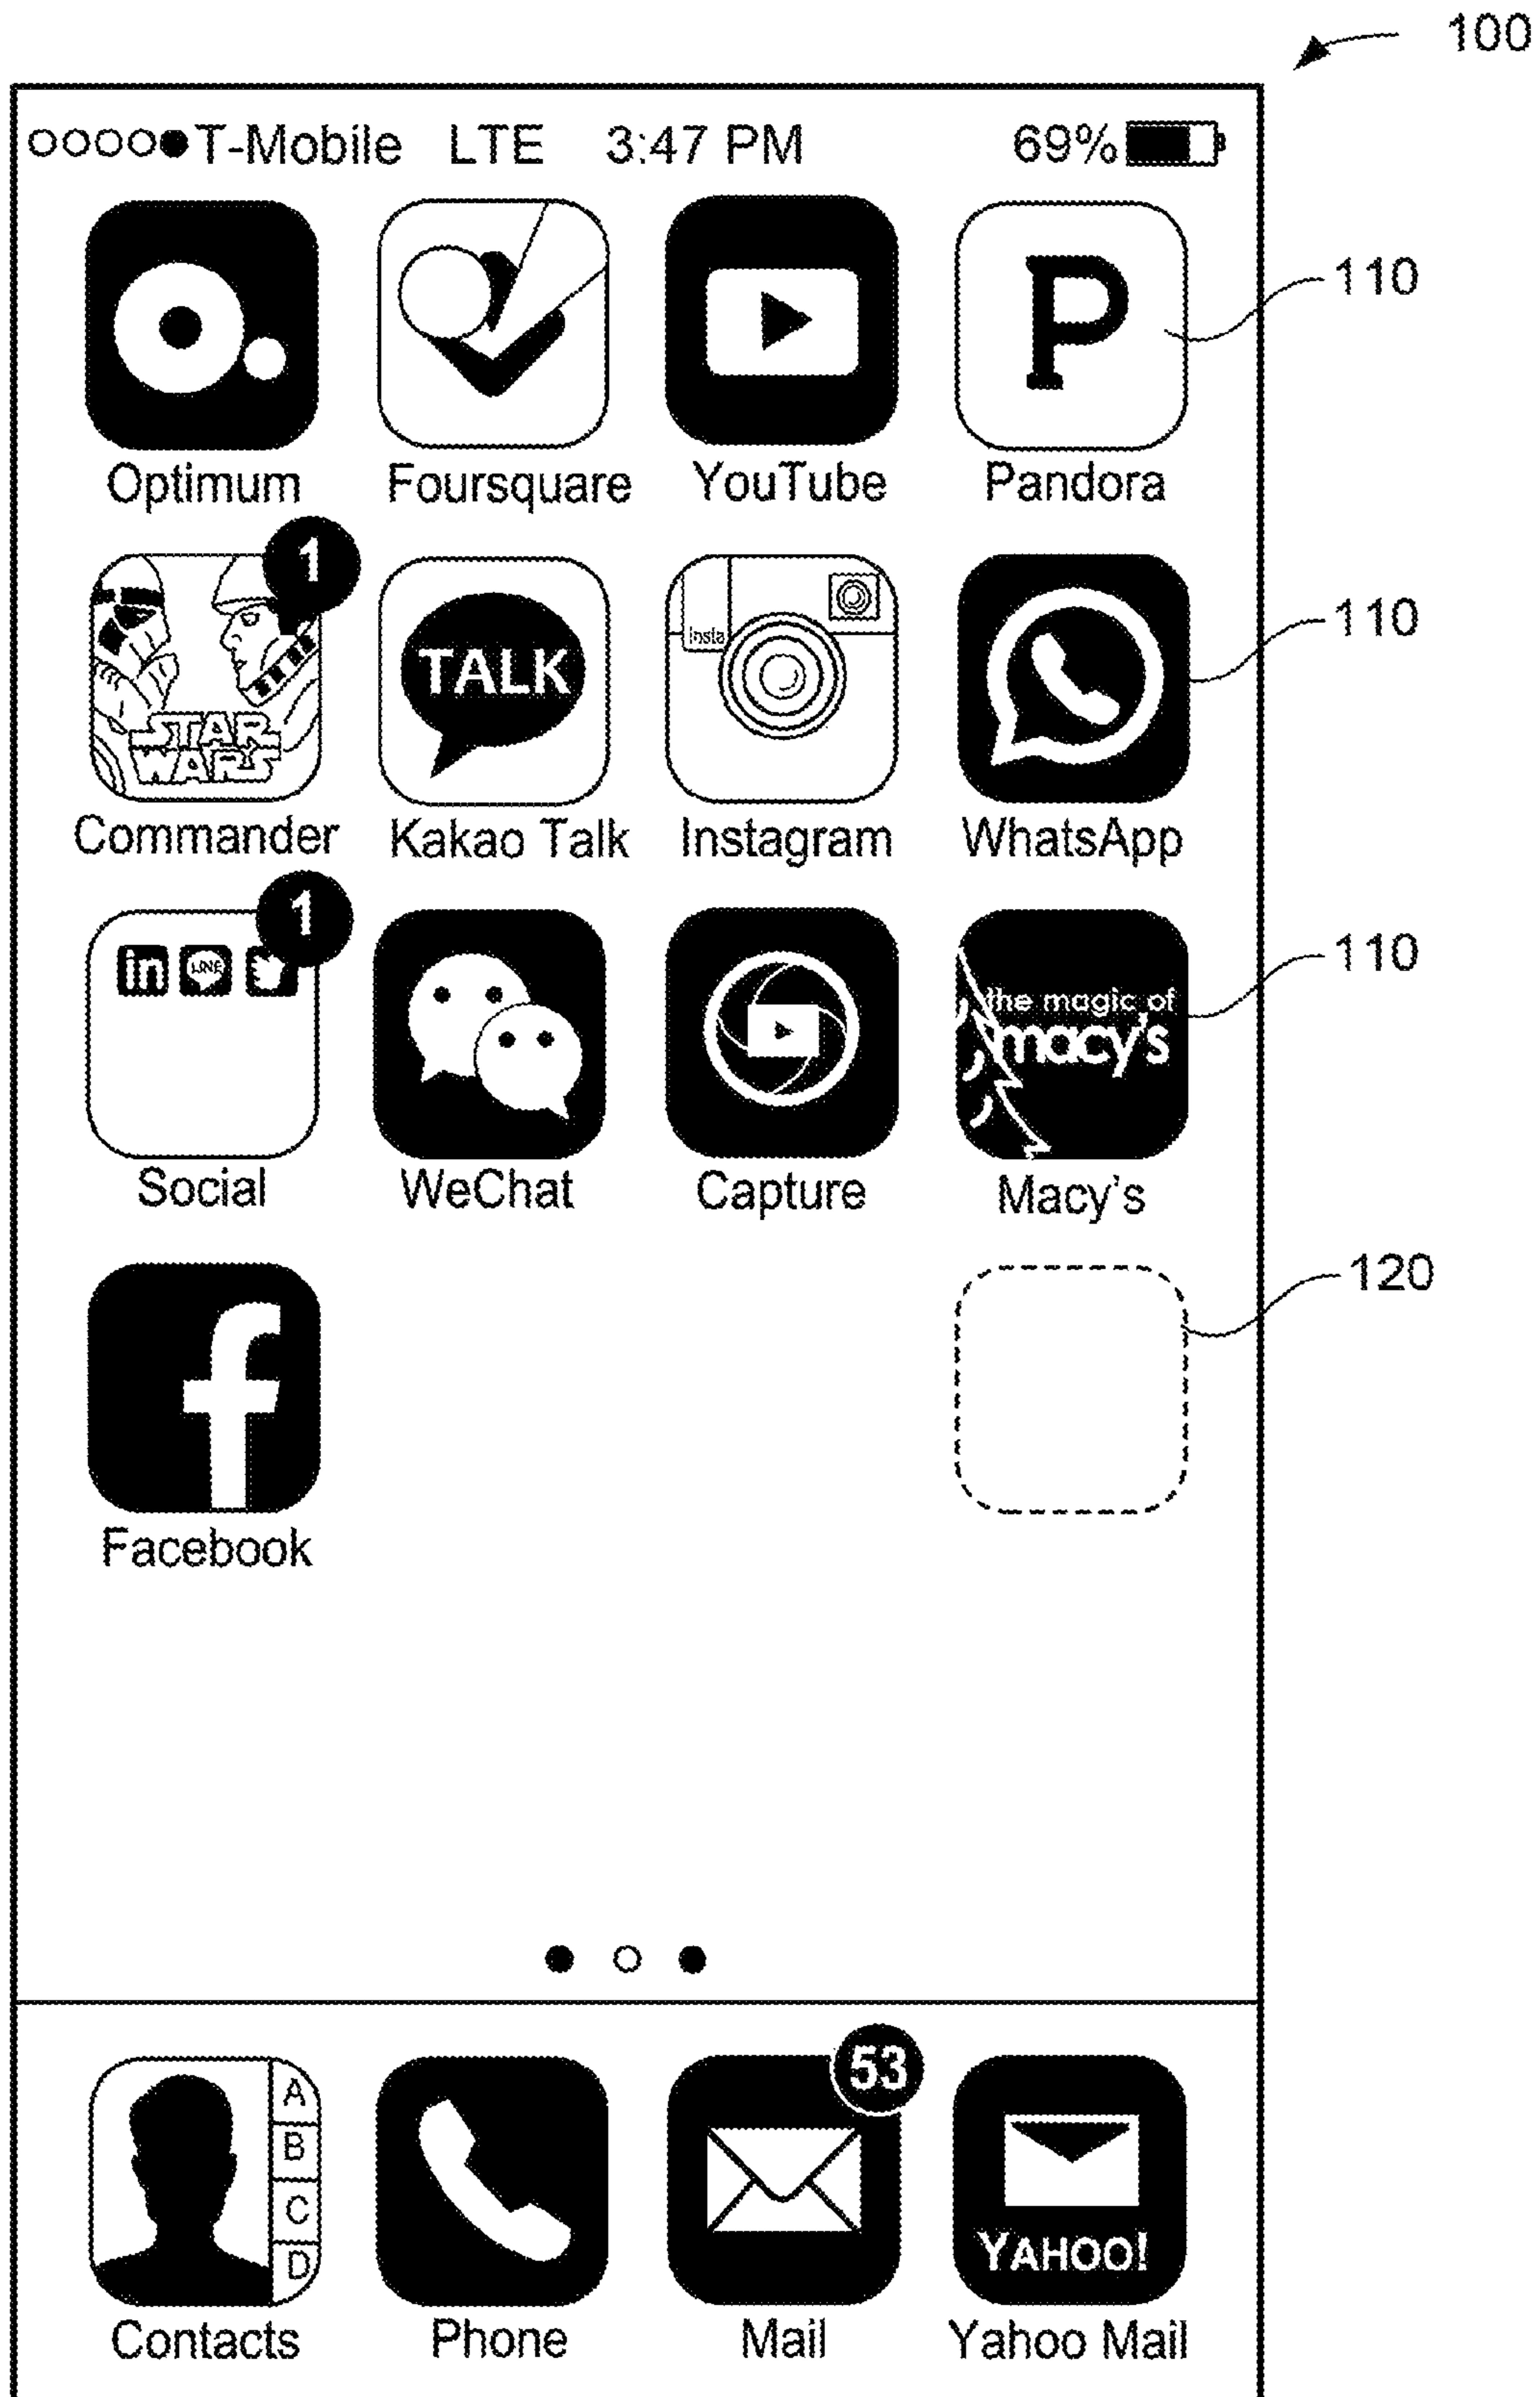 100
T-Mobile LTE 3:47 PM 69%
P
110
Optimum Foursquare YouTube Pandora
1
STAR WARS
TALK
Insta
110
Commander Kakao Talk Instagram WhatsApp
1
in LINE
the magic of
macy's
110
Social WeChat Capture Macy's
f
120
Facebook
53
A
B
C
D
YAHOO!
Contacts Phone Mail Yahoo Mail